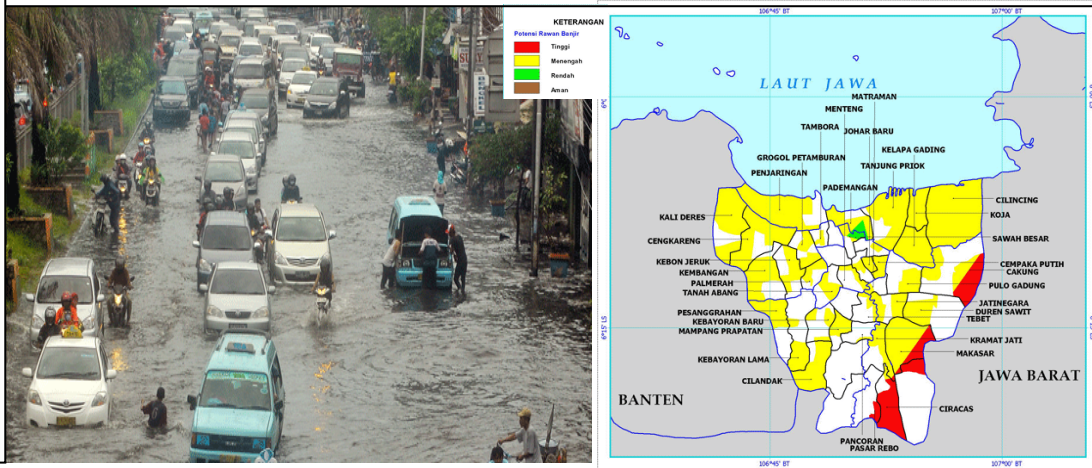 KETERANGAN
Potensi Rawan Banjir
Tinggi
Menengah
Rendah
Aman
106°45' BT
107°00' BT
LAUT JAWA
MATRAMAN
MENTENG
TAMBORA
JOHAR BARU
KELAPA GADING
GROGOL PETAMBURAN
TANJUNG PRIOK
PENJARINGAN
PADEMANGAN
CILINCING
KALI DERES
KOJA
CENGKARENG
SAWAH BESAR
KEBON JERUK
CEMPAKA PUTIH
KEMBANGAN
CAKUNG
PALMERAH
PULO GADUNG
TANAH ABANG
JATINEGARA
PESANGGRAHAN
DUREN SAWIT
KEBAYORAN BARU
TEBET
MAMPANG PRAPATAN
6°15' LS
KRAMAT JATI
KEBAYORAN LAMA
MAKASAR
CILANDAK
JAWA BARAT
BANTEN
CIRACAS
PANCORAN
PASAR REBO
106°45' BT
107°00' BT